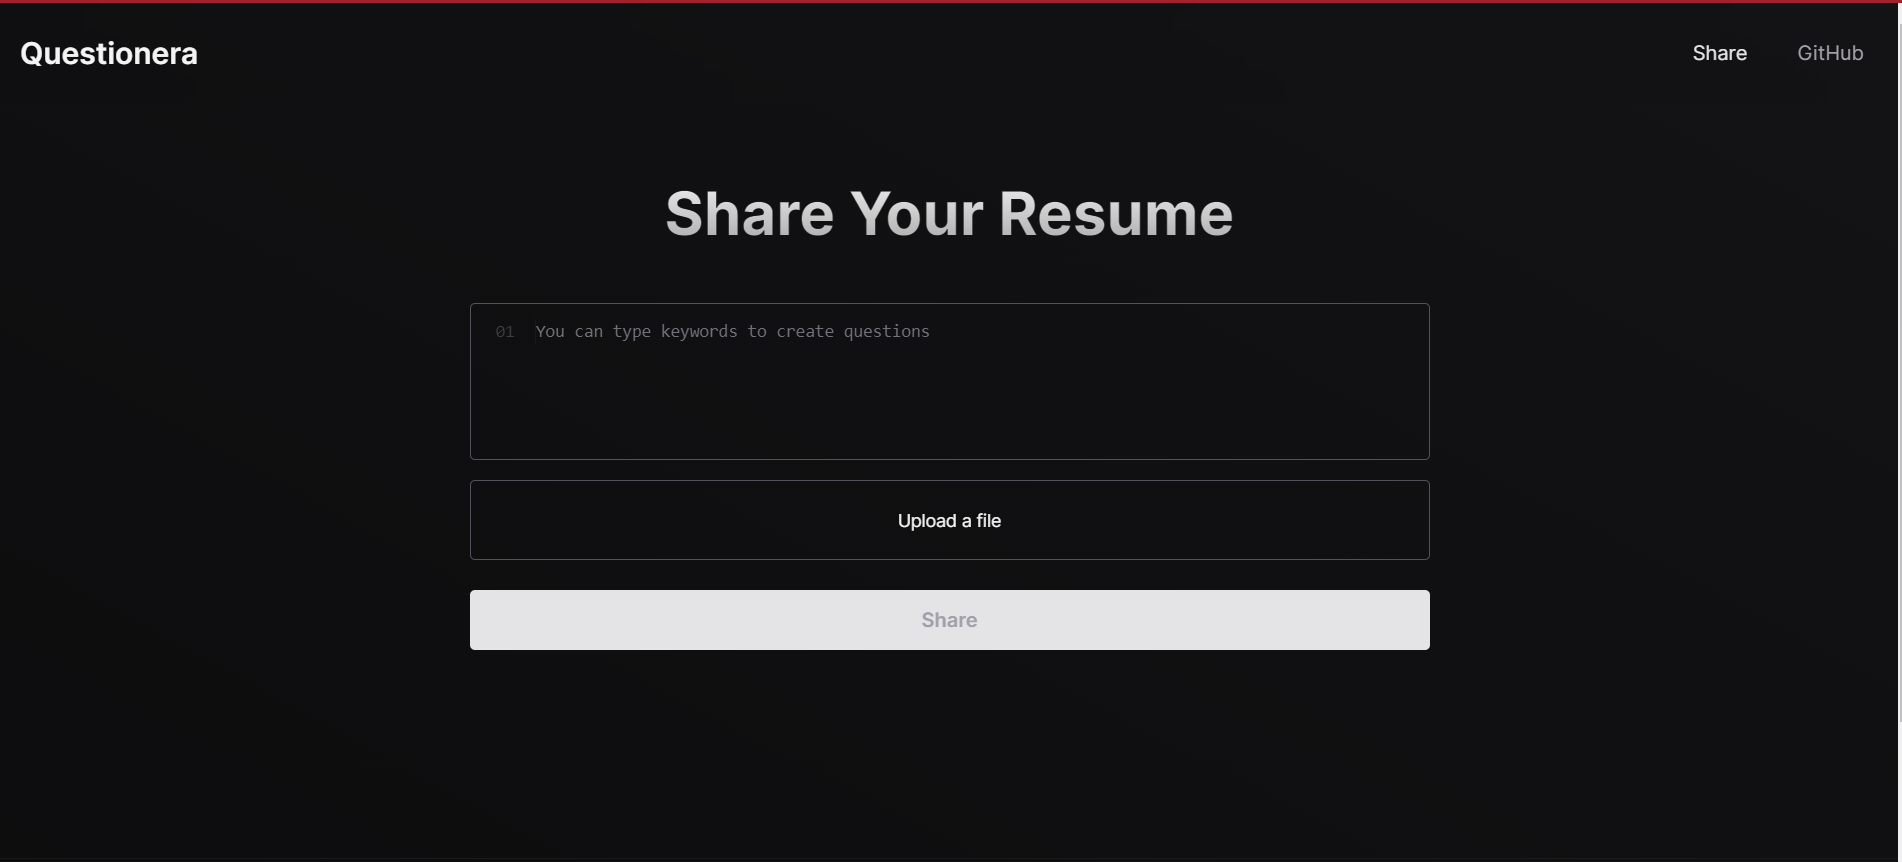 Questionera
Share
GitHub
Share Your Resume
01 You can type keywords to create questions
Upload a file
Share